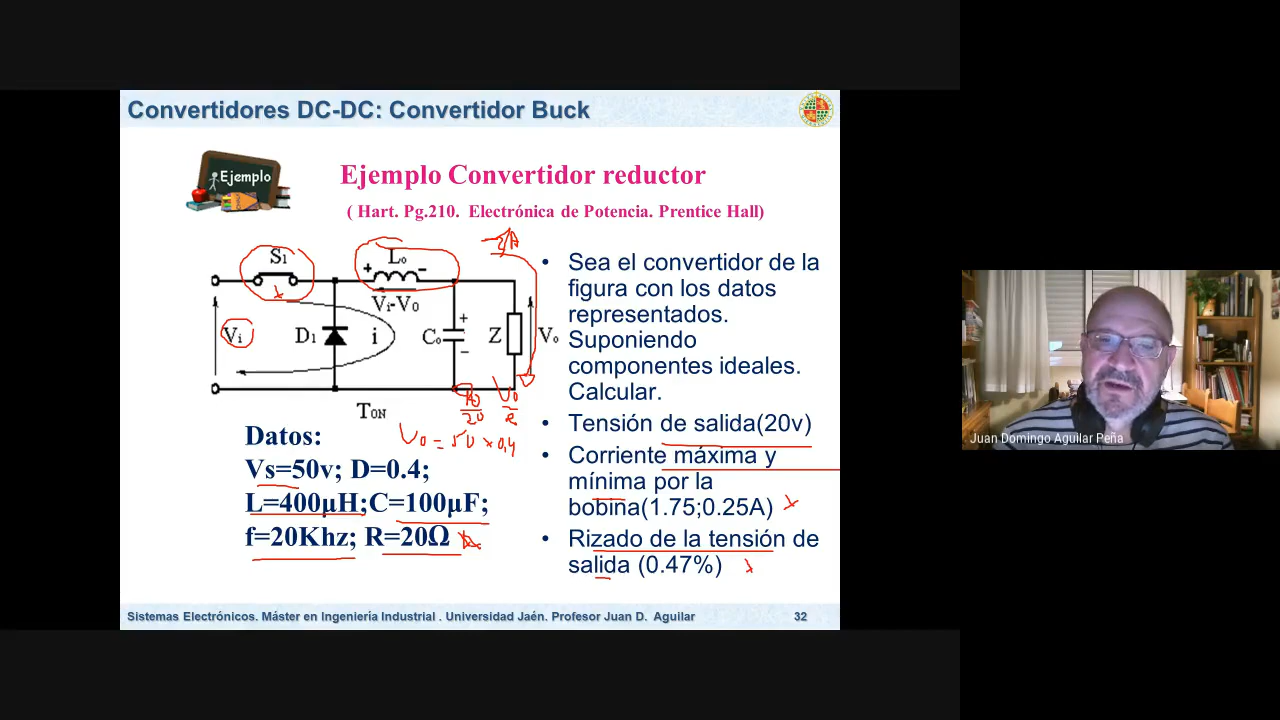 Convertidores DC-DC: Convertidor Buck
Ejemplo
Ejemplo Convertidor reductor
( Hart. Pg.210. Electrónica de Potencia. Prentice Hall)
S1
Lo
+ -
Vi-Vo
Vi
D1
i
Co
+
-
Z
Vo
TON
Vo
Vo = 50 × 0,4
Datos:
Vs=50v; D=0.4;
L=400µH;C=100µF;
f=20Khz; R=20Ω
• Sea el convertidor de la
figura con los datos
representados.
Suponiendo
componentes ideales.
Calcular.
• Tensión de salida(20v)
• Corriente máxima y
mínima por la
bobina(1.75;0.25A)
• Rizado de la tensión de
salida (0.47%)
Sistemas Electrónicos. Máster en Ingeniería Industrial . Universidad Jaén. Profesor Juan D. Aguilar
32
Juan Domingo Aguilar Peña